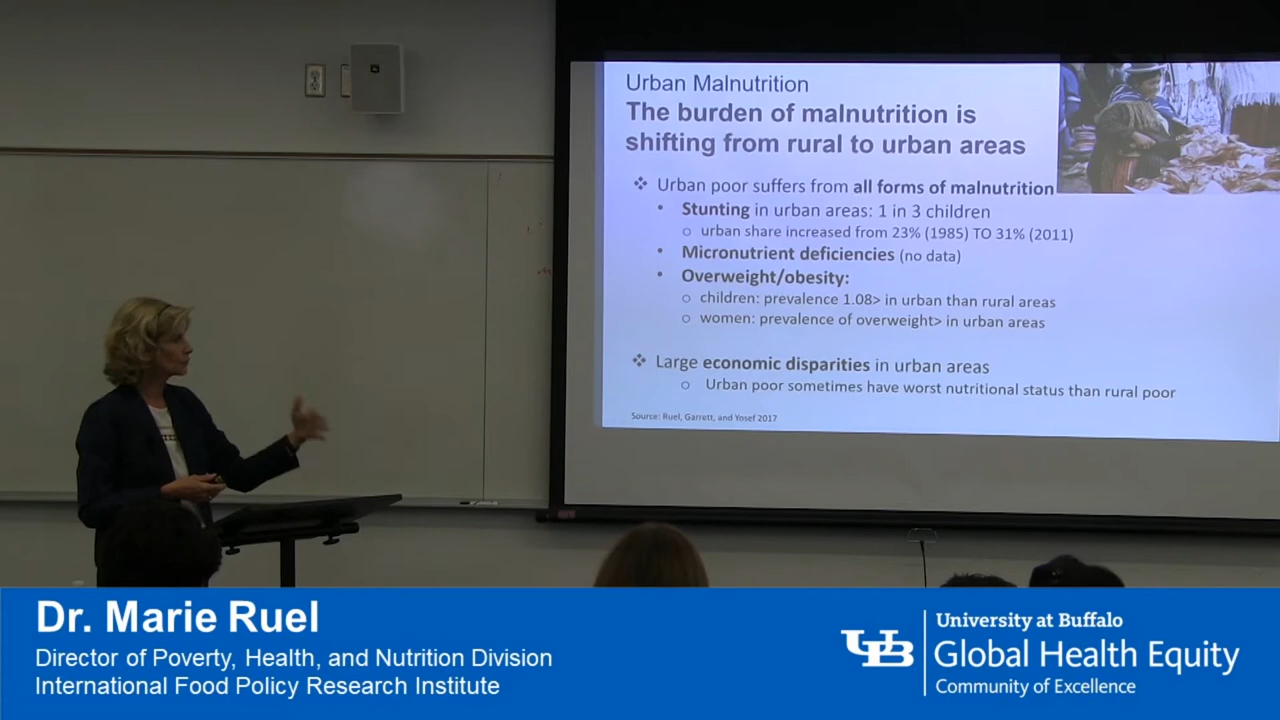 Urban Malnutrition
The burden of malnutrition is
shifting from rural to urban areas
❖ Urban poor suffers from all forms of malnutrition
• Stunting in urban areas: 1 in 3 children
○ urban share increased from 23% (1985) TO 31% (2011)
• Micronutrient deficiencies (no data)
• Overweight/obesity:
○ children: prevalence 1.08> in urban than rural areas
○ women: prevalence of overweight> in urban areas
❖ Large economic disparities in urban areas
○ Urban poor sometimes have worst nutritional status than rural poor
Source: Ruel, Garrett, and Yosef 2017
Dr. Marie Ruel
Director of Poverty, Health, and Nutrition Division
International Food Policy Research Institute
UB
University at Buffalo
Global Health Equity
Community of Excellence